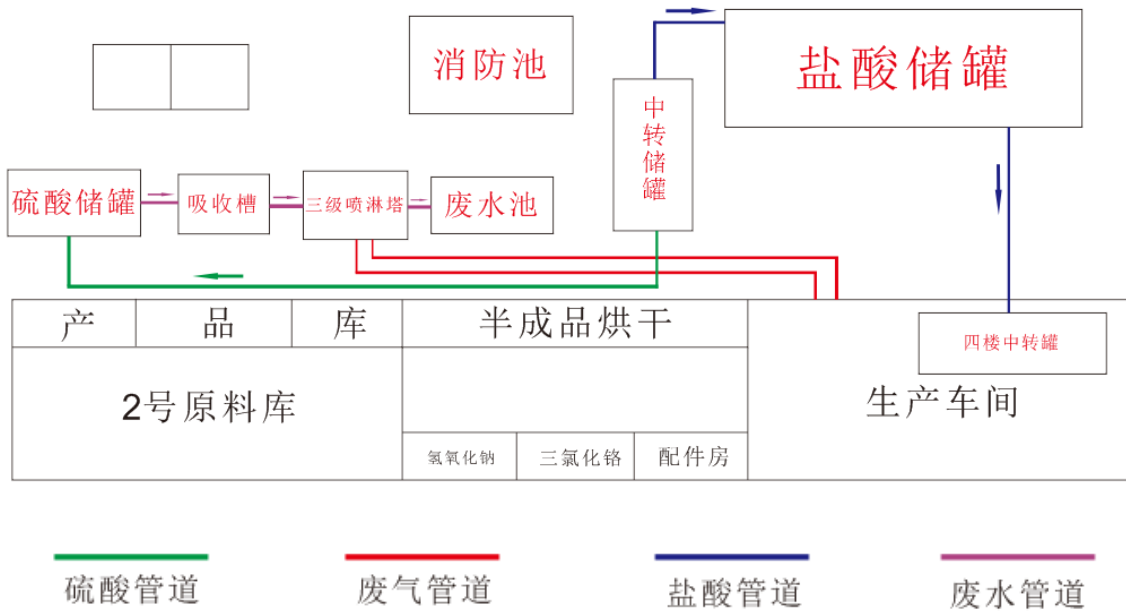 消防池
盐酸储罐
中转储罐
硫酸储罐
吸收槽
三级喷淋塔
废水池
产品库
半成品烘干
四楼中转罐
2号原料库
生产车间
氢氧化钠
三氯化铬
配件房
硫酸管道
废气管道
盐酸管道
废水管道